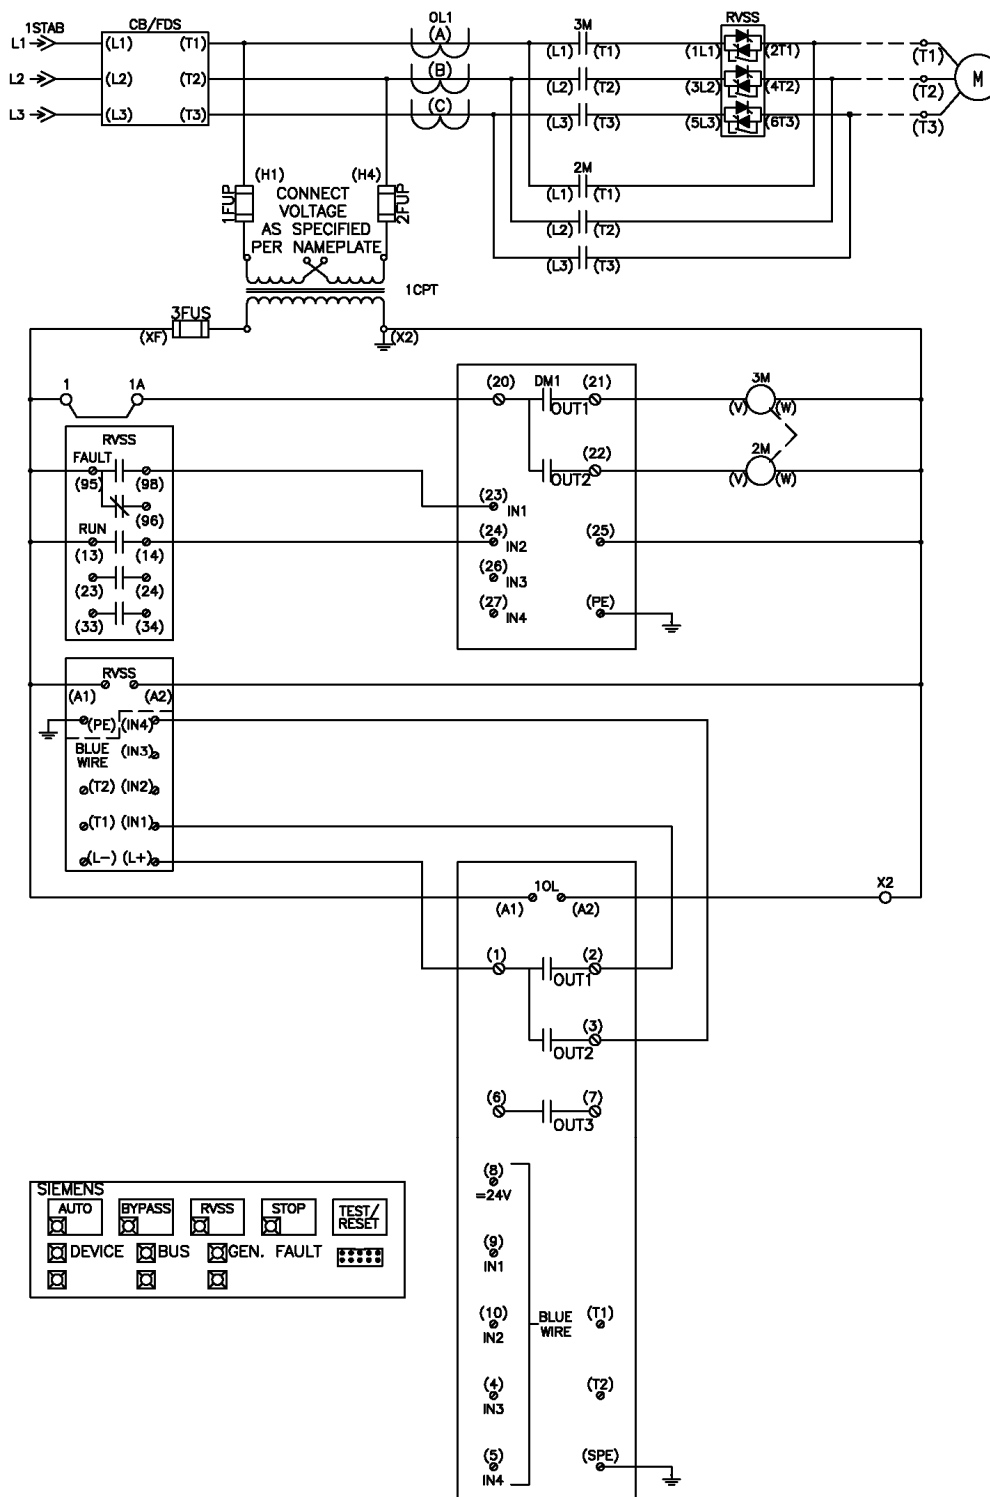 1STAB CB/FDS OL1 3M RVSS
L1 (L1) (T1) (A) (L1) (T1) (1L1) (2T1) (T1)
L2 (L2) (T2) (B) (L2) (T2) (3L2) (4T2) (T2) M
L3 (L3) (T3) (C) (L3) (T3) (5L3) (6T3) (T3)
2M
(L1) (T1)
(L2) (T2)
(L3) (T3)
1FUP (H1) (H4) 2FUP
CONNECT
VOLTAGE
AS SPECIFIED
PER NAMEPLATE
1CPT
3FUS
(XF) (X2)
1 1A (20) DM1 (21) 3M
OUT1 (V) (W)
RVSS
FAULT (22) 2M
(95) (98) OUT2 (V) (W)
(96) (23) IN1
RUN (24) IN2 (25)
(13) (14)
(23) (24) (26) IN3
(33) (34) (27) IN4 (PE)
RVSS
(A1) (A2)
(PE) (IN4)
BLUE
WIRE (IN3)
(T2) (IN2)
(T1) (IN1)
(L-) (L+)
1OL X2
(A1) (A2)
(1) (2)
OUT1
(3)
OUT2
(6) (7)
OUT3
(8)
=24V
(9)
IN1
(10) BLUE (T1)
IN2 WIRE
(4) (T2)
IN3
(5) (SPE)
IN4
SIEMENS
AUTO BYPASS RVSS STOP TEST/
RESET
DEVICE BUS GEN. FAULT